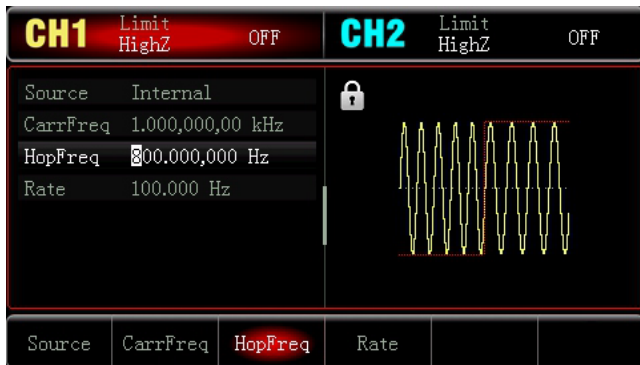 CH1 Limit HighZ OFF
CH2 Limit HighZ OFF
Source Internal
CarrFreq 1.000,000,00 kHz
HopFreq 800.000,000 Hz
Rate 100.000 Hz
Source CarrFreq HopFreq Rate